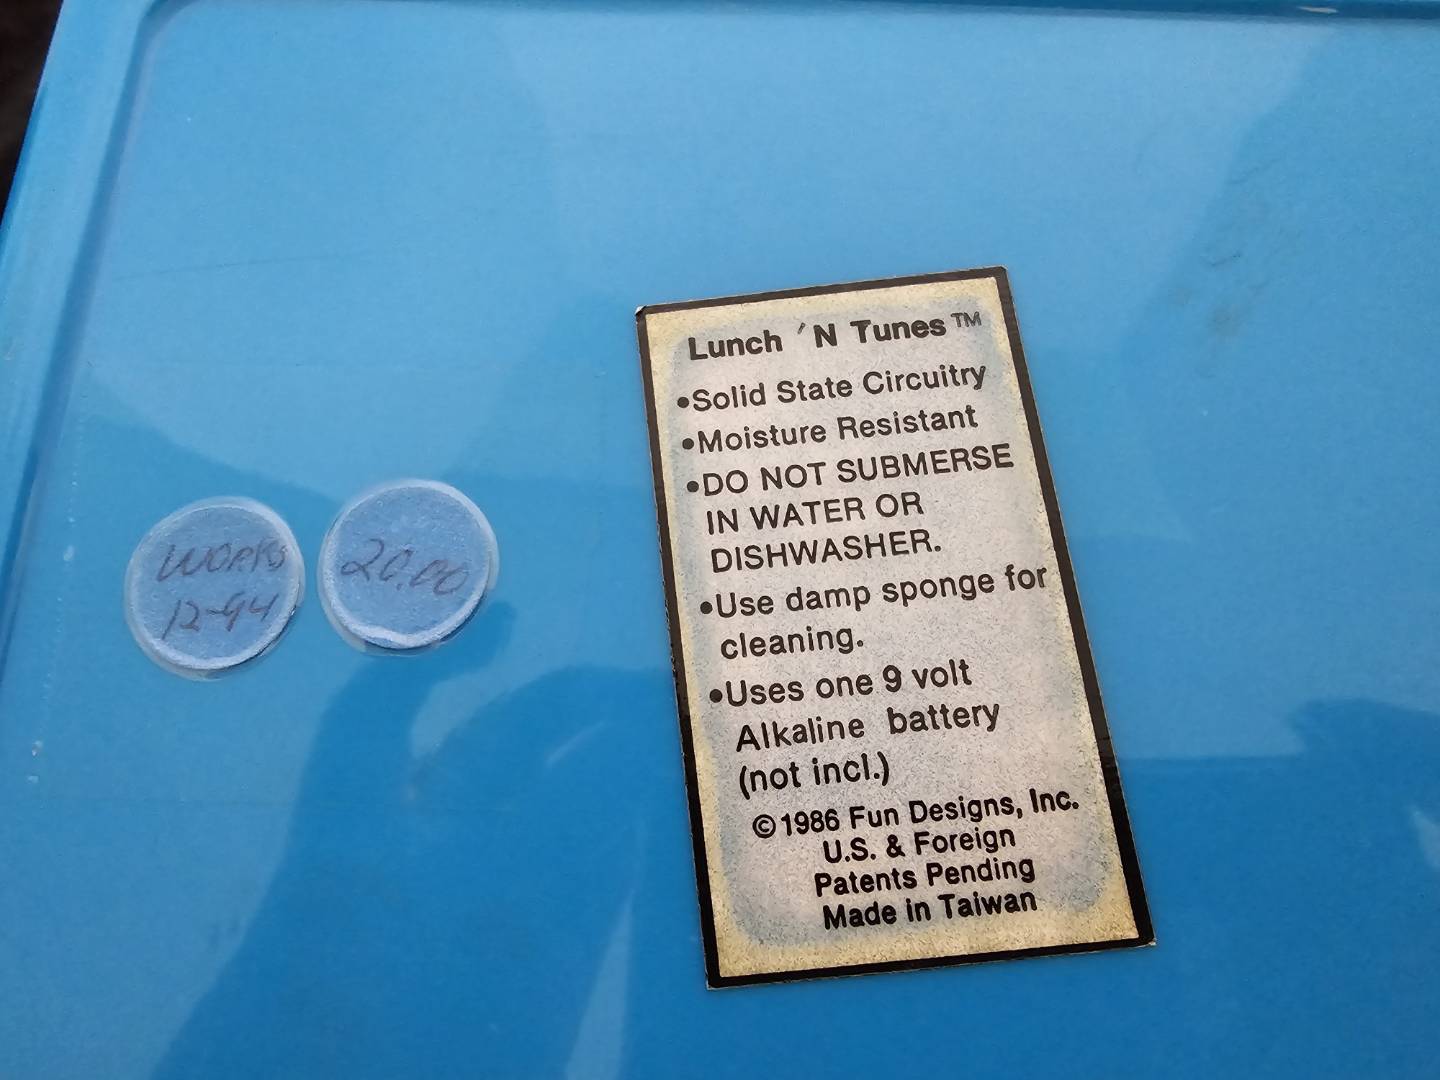 Lunch 'N Tunes™
•Solid State Circuitry
•Moisture Resistant
•DO NOT SUBMERSE
IN WATER OR
DISHWASHER.
•Use damp sponge for
cleaning.
•Uses one 9 volt
Alkaline battery
(not incl.)
©1986 Fun Designs, Inc.
U.S. & Foreign
Patents Pending
Made in Taiwan
WORKS
12-94
20.00